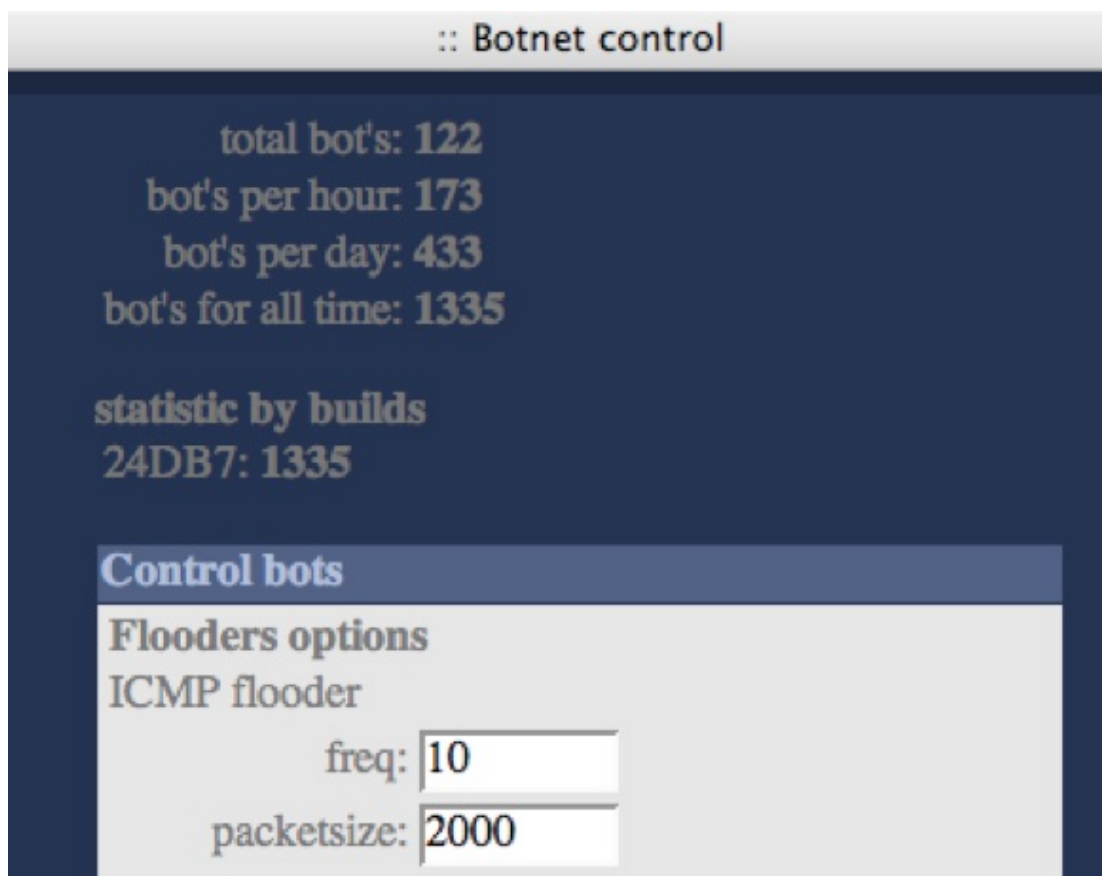 :: Botnet control
total bot's: 122
bot's per hour: 173
bot's per day: 433
bot's for all time: 1335
statistic by builds
24DB7: 1335
Control bots
Flooders options
ICMP flooder
freq: 10
packetsize: 2000